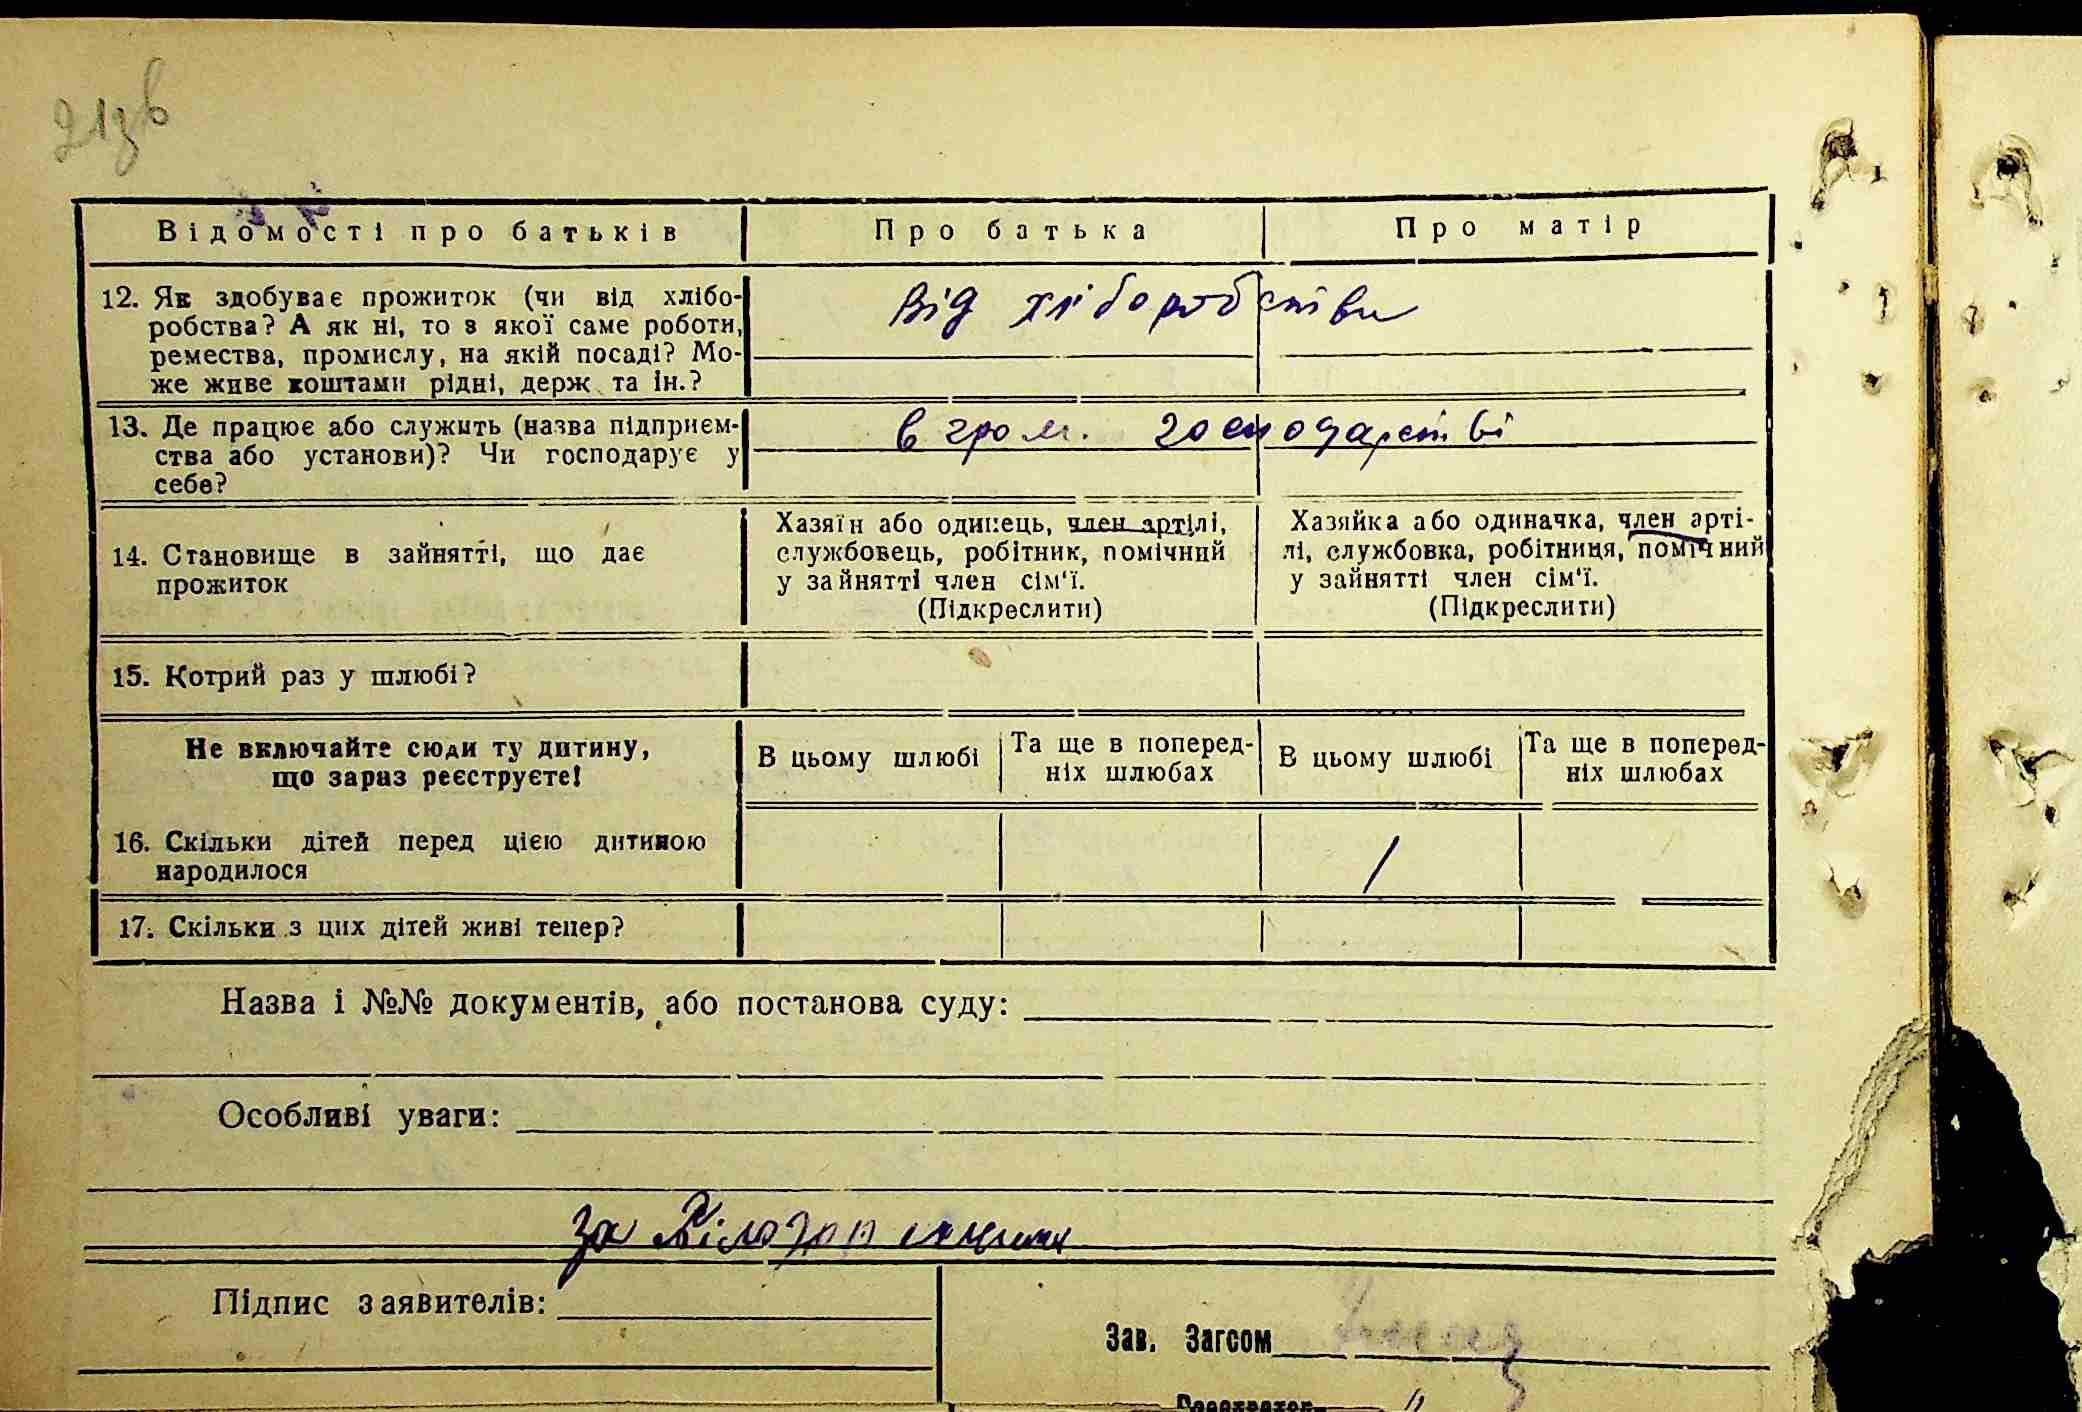 21зв
Відомості про батьків Про батька Про матір
12. Як здобуває прожиток (чи від хлібо-
робства? А як ні, то з якої саме роботи,
ремества, промислу, на якій посаді? Мо-
же живе коштами рідні, держ. та ін.?
від хліборобства
13. Де працює або служить (назва підприєм-
ства або установи)? Чи господарує у
себе?
в гром. господарстві
14. Становище в зайнятті, що дає
прожиток
Хазяїн або одинець, член артілі,
службовець, робітник, помічний
у зайнятті член сім'ї.
(Підкреслити)
Хазяйка або одиначка, член арті-
лі, службовка, робітниця, помічний
у зайнятті член сім'ї.
(Підкреслити)
15. Котрий раз у шлюбі?
Не включайте сюди ту дитину,
що зараз реєструєте!
В цьому шлюбі
Та ще в поперед-
ніх шлюбах
В цьому шлюбі
Та ще в поперед-
ніх шлюбах
16. Скільки дітей перед цією дитиною
народилося
1
17. Скільки з цих дітей живі тепер?
Назва і №№ документів, або постанова суду:
Особливі уваги:
за
Підпис заявителів:
Зав. Загсом